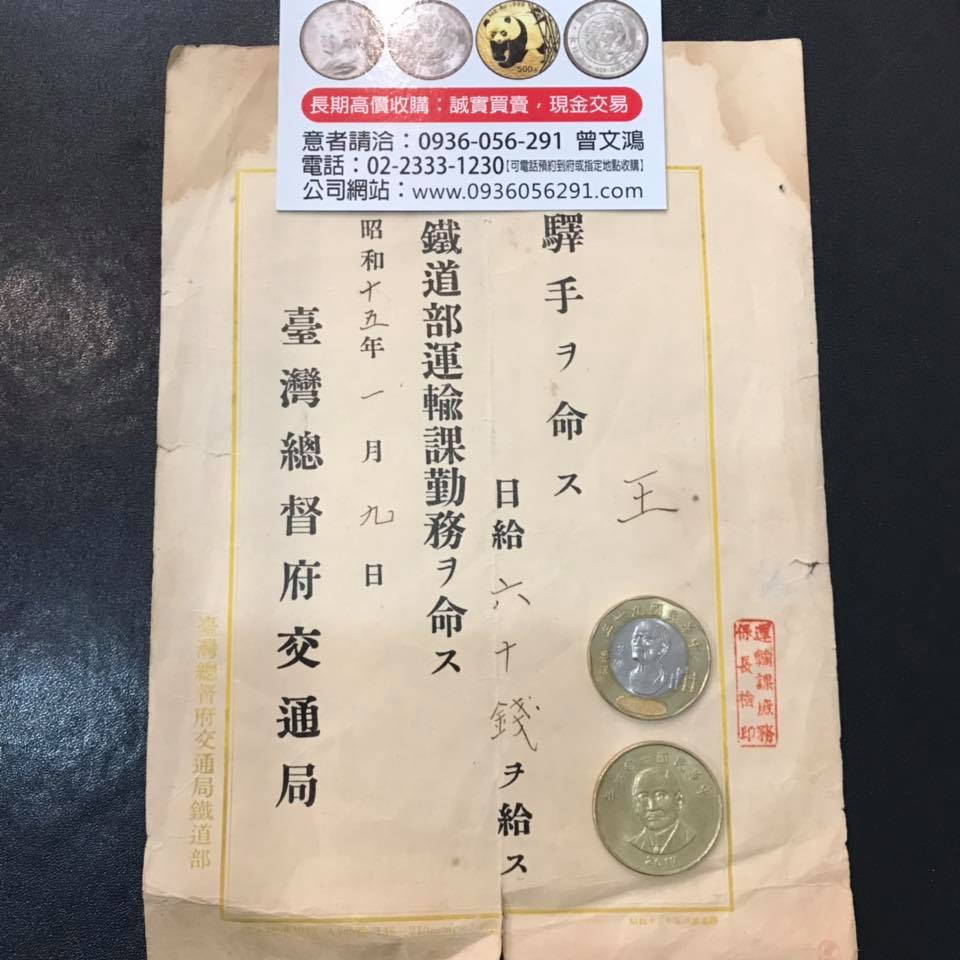 長期高價收購：誠實買賣，現金交易
意者請洽：0936-056-291 曾文鴻
電話：02-2333-1230【可電話預約到府或指定地點收購】
公司網站：www.0936056291.com
王
驛手ヲ命ス
日給六十錢ヲ給ス
鐵道部運輸課勤務ヲ命ス
昭和十五年一月九日
臺灣總督府交通局
臺灣總督府交通局鐵道部
運輸課庶務
係長檢印
500
2017